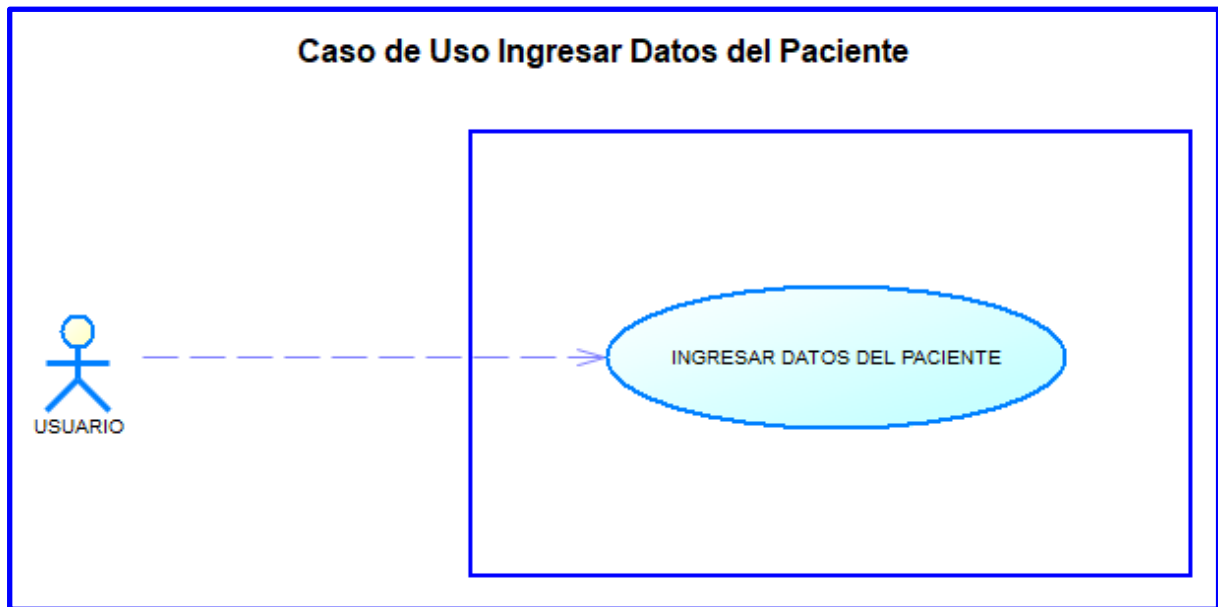 Caso de Uso Ingresar Datos del Paciente
INGRESAR DATOS DEL PACIENTE
USUARIO